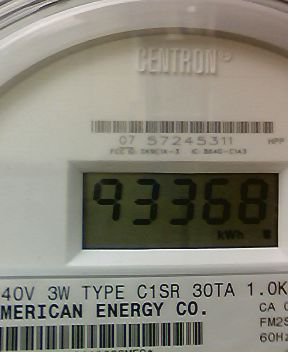 CENTRON®
07 57245311
HPP
93368
kWh
40V 3W TYPE C1SR 30TA 1.0K
MERICAN ENERGY CO.
CA 0
FM2S
60Hz